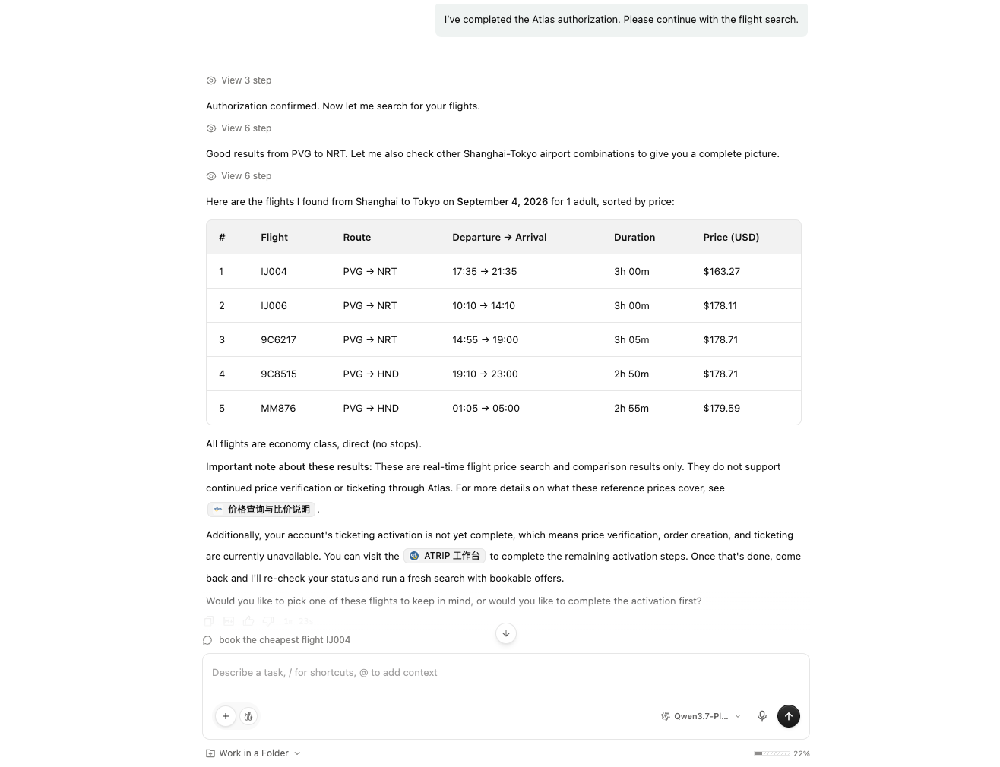 I've completed the Atlas authorization. Please continue with the flight search.
View 3 step
Authorization confirmed. Now let me search for your flights.
View 6 step
Good results from PVG to NRT. Let me also check other Shanghai-Tokyo airport combinations to give you a complete picture.
View 6 step
Here are the flights I found from Shanghai to Tokyo on September 4, 2026 for 1 adult, sorted by price:
# Flight Route Departure → Arrival Duration Price (USD)
1 IJ004 PVG → NRT 17:35 → 21:35 3h 00m $163.27
2 IJ006 PVG → NRT 10:10 → 14:10 3h 00m $178.11
3 9C6217 PVG → NRT 14:55 → 19:00 3h 05m $178.71
4 9C8515 PVG → HND 19:10 → 23:00 2h 50m $178.71
5 MM876 PVG → HND 01:05 → 05:00 2h 55m $179.59
All flights are economy class, direct (no stops).
Important note about these results: These are real-time flight price search and comparison results only. They do not support
continued price verification or ticketing through Atlas. For more details on what these reference prices cover, see
价格查询与比价说明 .
Additionally, your account's ticketing activation is not yet complete, which means price verification, order creation, and ticketing
are currently unavailable. You can visit the ATRIP 工作台 to complete the remaining activation steps. Once that's done, come
back and I'll re-check your status and run a fresh search with bookable offers.
Would you like to pick one of these flights to keep in mind, or would you like to complete the activation first?
book the cheapest flight IJ004
Describe a task, / for shortcuts, @ to add context
Qwen3.7-Pl...
Work in a Folder
22%